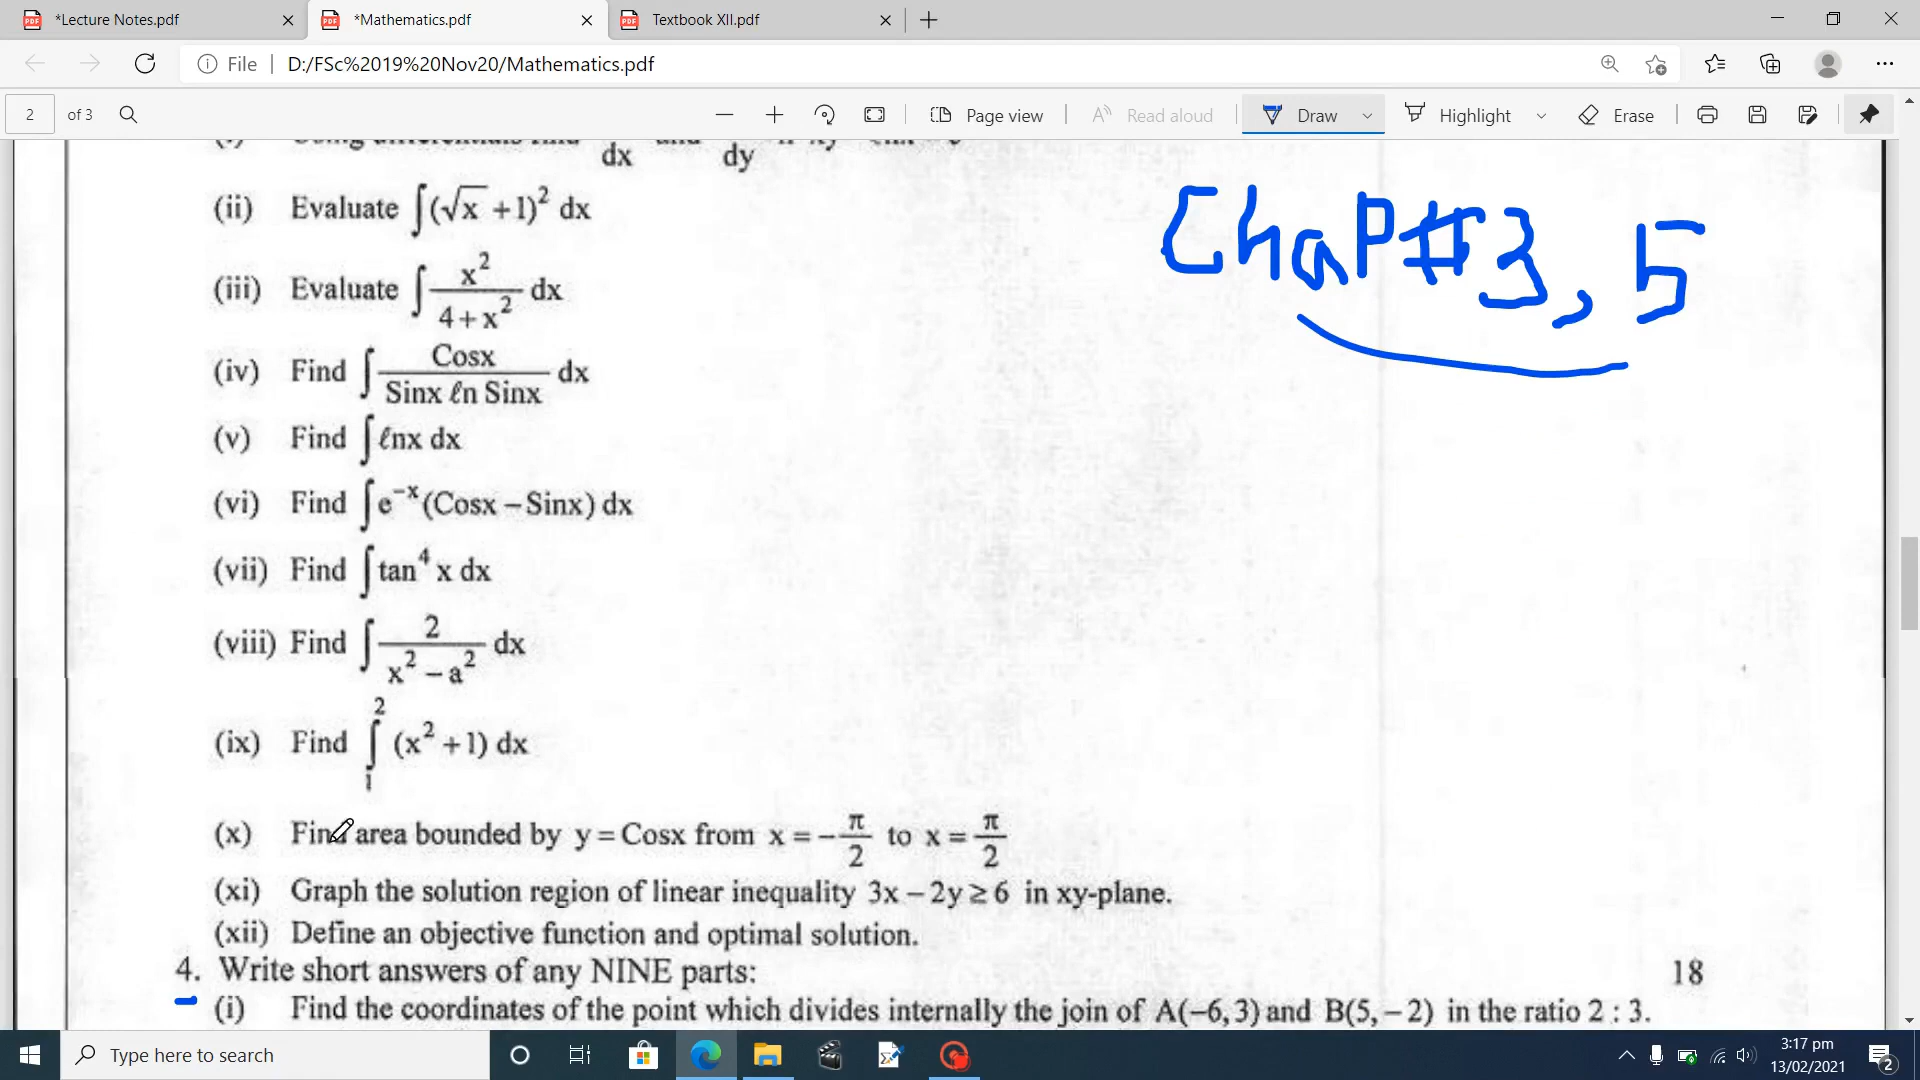 *Lecture Notes.pdf
*Mathematics.pdf
Textbook XII.pdf
File D:/FSc%2019%20Nov20/Mathematics.pdf
2 of 3 Page view Read aloud Draw Highlight Erase
dx dy
(ii) Evaluate ∫(√x + 1)² dx
(iii) Evaluate ∫ x²/(4+x²) dx
(iv) Find ∫ Cosx/(Sinx ℓn Sinx) dx
(v) Find ∫ℓnx dx
(vi) Find ∫e⁻ˣ (Cosx – Sinx) dx
(vii) Find ∫tan⁴ x dx
(viii) Find ∫ 2/(x² – a²) dx
(ix) Find ∫₁² (x² + 1) dx
(x) Find area bounded by y = Cosx from x = –π/2 to x = π/2
(xi) Graph the solution region of linear inequality 3x – 2y ≥ 6 in xy-plane.
(xii) Define an objective function and optimal solution.
4. Write short answers of any NINE parts: 18
(i) Find the coordinates of the point which divides internally the join of A(–6,3) and B(5, – 2) in the ratio 2 : 3.
ChaP#3, 5
Type here to search
3:17 pm
13/02/2021
2